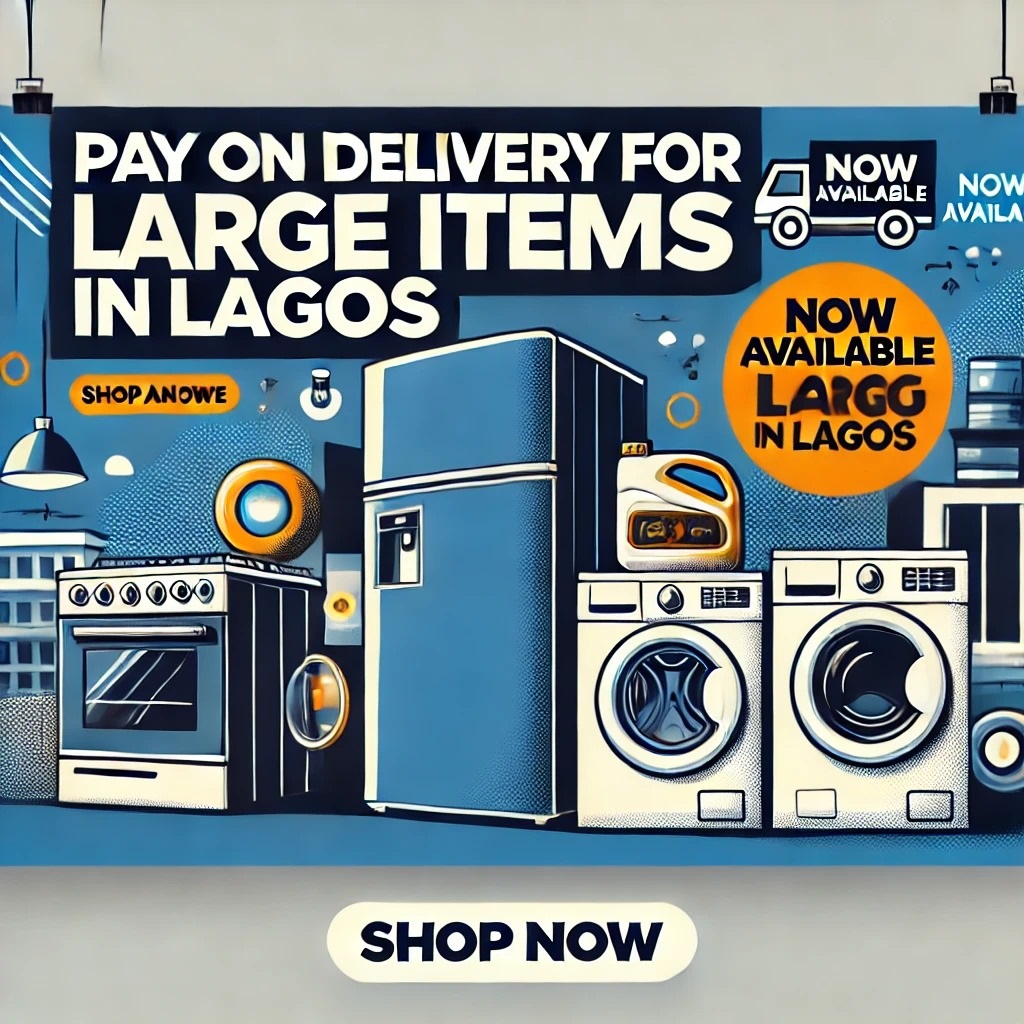 PAY ON DELIVERY FOR
LARGE ITEMS
IN LAGOS
NOW
AVAILABLE
NOW
AVAILA
SHOP ANOWE
NOW
AVAILABLE
LARGG
IN LAGOS
SHOP NOW